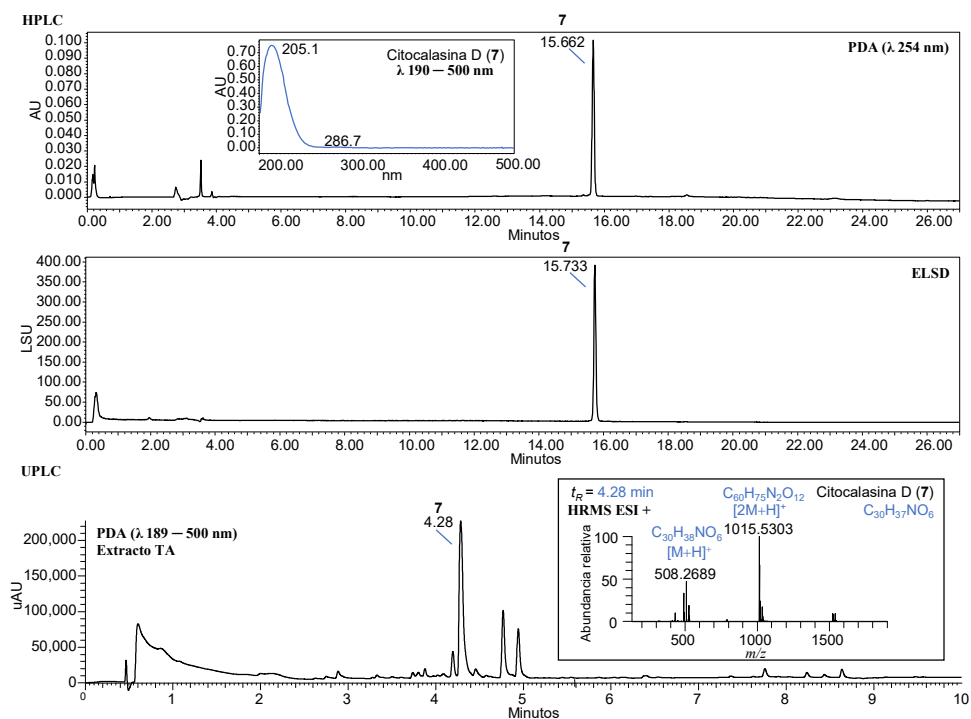 HPLC
7
15.662
PDA (λ 254 nm)
AU
0.100
0.090
0.080
0.070
0.060
0.050
0.040
0.030
0.020
0.010
0.000
205.1
Citocalasina D (7)
λ 190 – 500 nm
AU
0.70
0.60
0.50
0.40
0.30
0.20
0.10
0.00
286.7
200.00 300.00 400.00 500.00
nm
0.00 2.00 4.00 6.00 8.00 10.00 12.00 14.00 16.00 18.00 20.00 22.00 24.00 26.00
Minutos
7
15.733
ELSD
LSU
400.00
350.00
300.00
250.00
200.00
150.00
100.00
50.00
0.00
0.00 2.00 4.00 6.00 8.00 10.00 12.00 14.00 16.00 18.00 20.00 22.00 24.00 26.00
Minutos
UPLC
7
4.28
PDA (λ 189 – 500 nm)
Extracto TA
uAU
200,000
150,000
100,000
50,000
0
tR = 4.28 min
HRMS ESI +
C60H75N2O12
[2M+H]+
Citocalasina D (7)
C30H37NO6
C30H38NO6
[M+H]+
1015.5303
508.2689
Abundancia relativa
100
50
0
500 1000 1500
m/z
0 1 2 3 4 5 6 7 8 9 10
Minutos